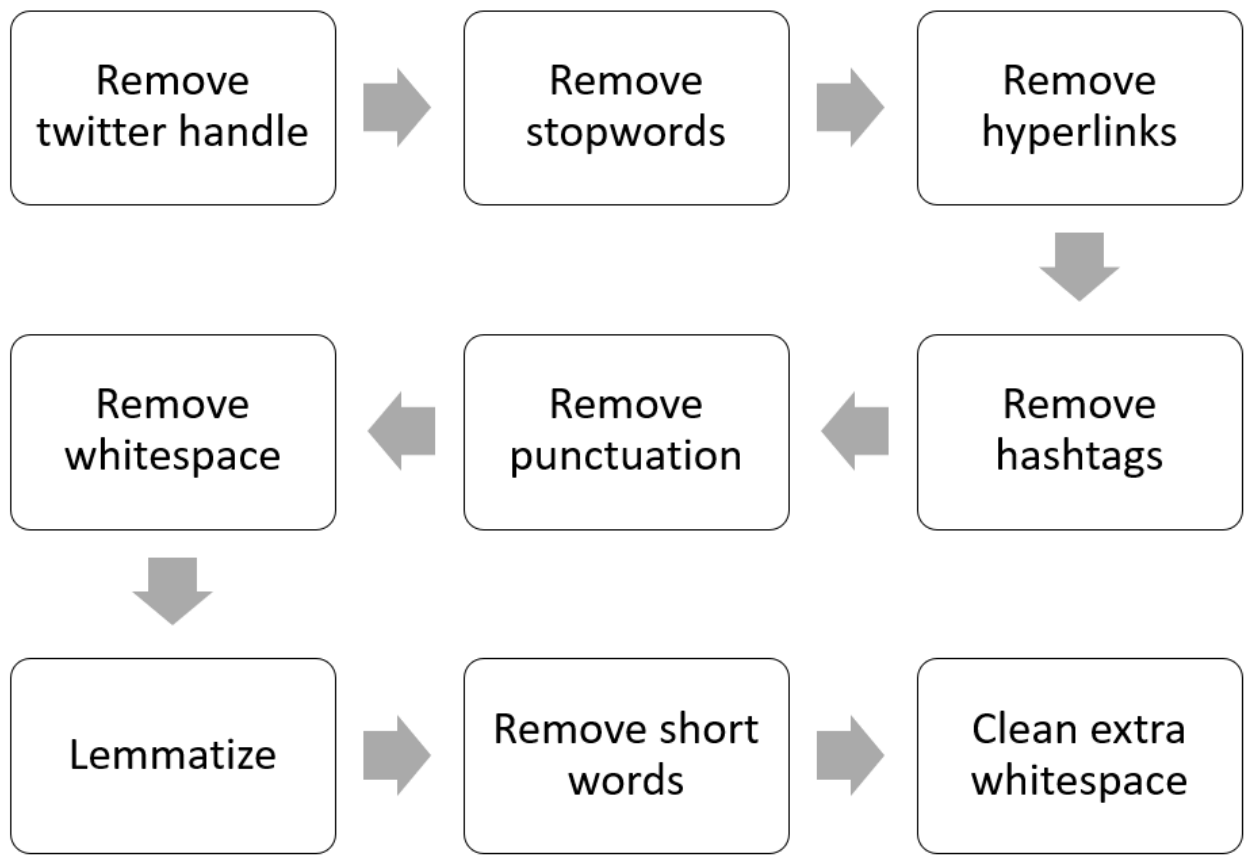 Remove
twitter handle
Remove
stopwords
Remove
hyperlinks
Remove
hashtags
Remove
punctuation
Remove
whitespace
Lemmatize
Remove short
words
Clean extra
whitespace